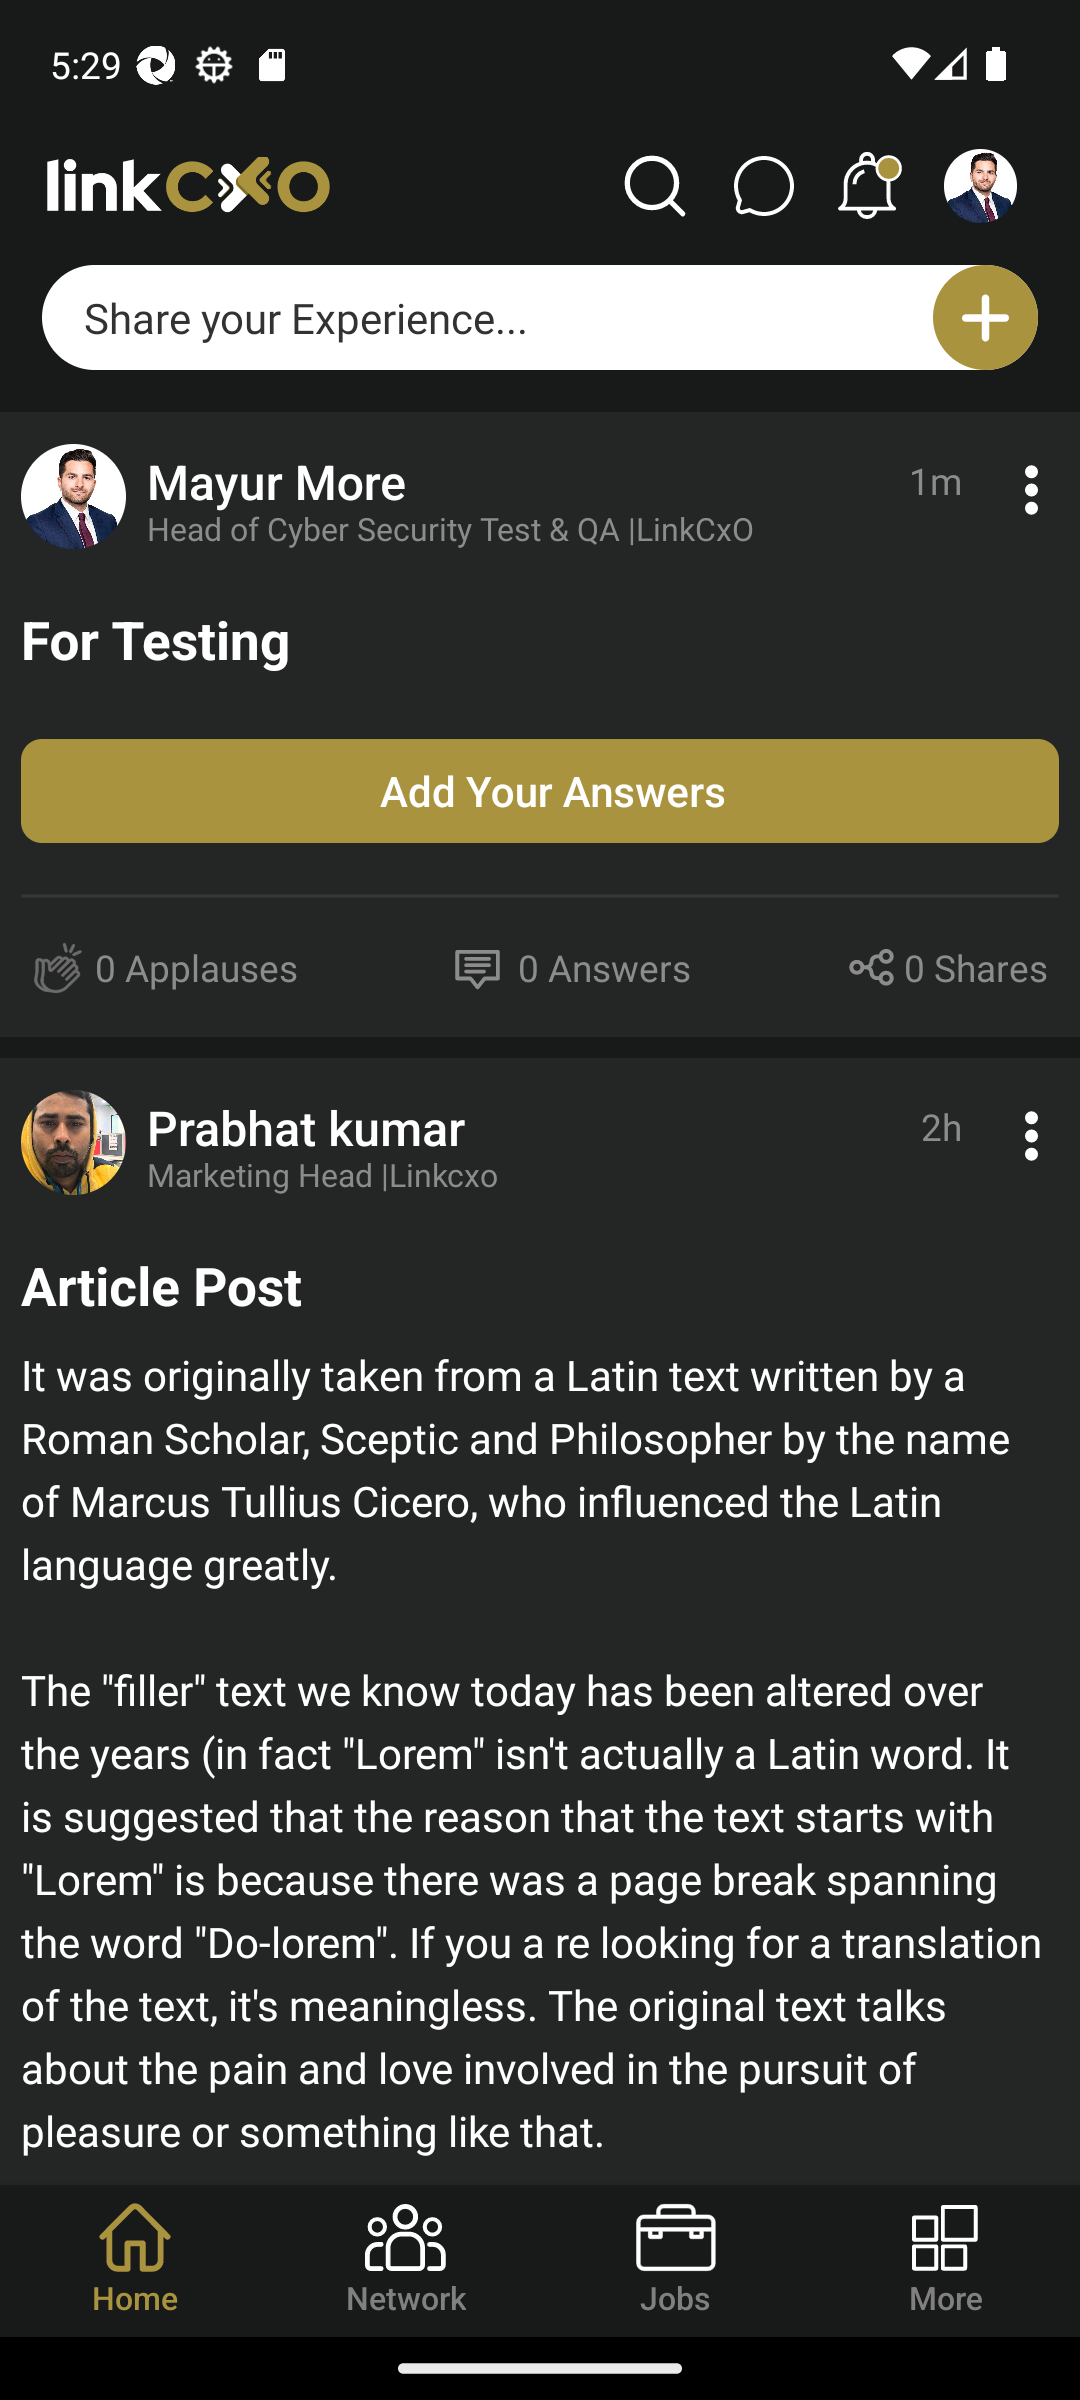 5:29
linkCXO
Share your Experience...
Mayur More
1m
Head of Cyber Security Test & QA |LinkCxO
For Testing
Add Your Answers
0 Applauses
0 Answers
0 Shares
Prabhat kumar
2h
Marketing Head |Linkcxo
Article Post
It was originally taken from a Latin text written by a
Roman Scholar, Sceptic and Philosopher by the name
of Marcus Tullius Cicero, who influenced the Latin
language greatly.
The "filler" text we know today has been altered over
the years (in fact "Lorem" isn't actually a Latin word. It
is suggested that the reason that the text starts with
"Lorem" is because there was a page break spanning
the word "Do-lorem". If you a re looking for a translation
of the text, it's meaningless. The original text talks
about the pain and love involved in the pursuit of
pleasure or something like that.
Home
Network
Jobs
More